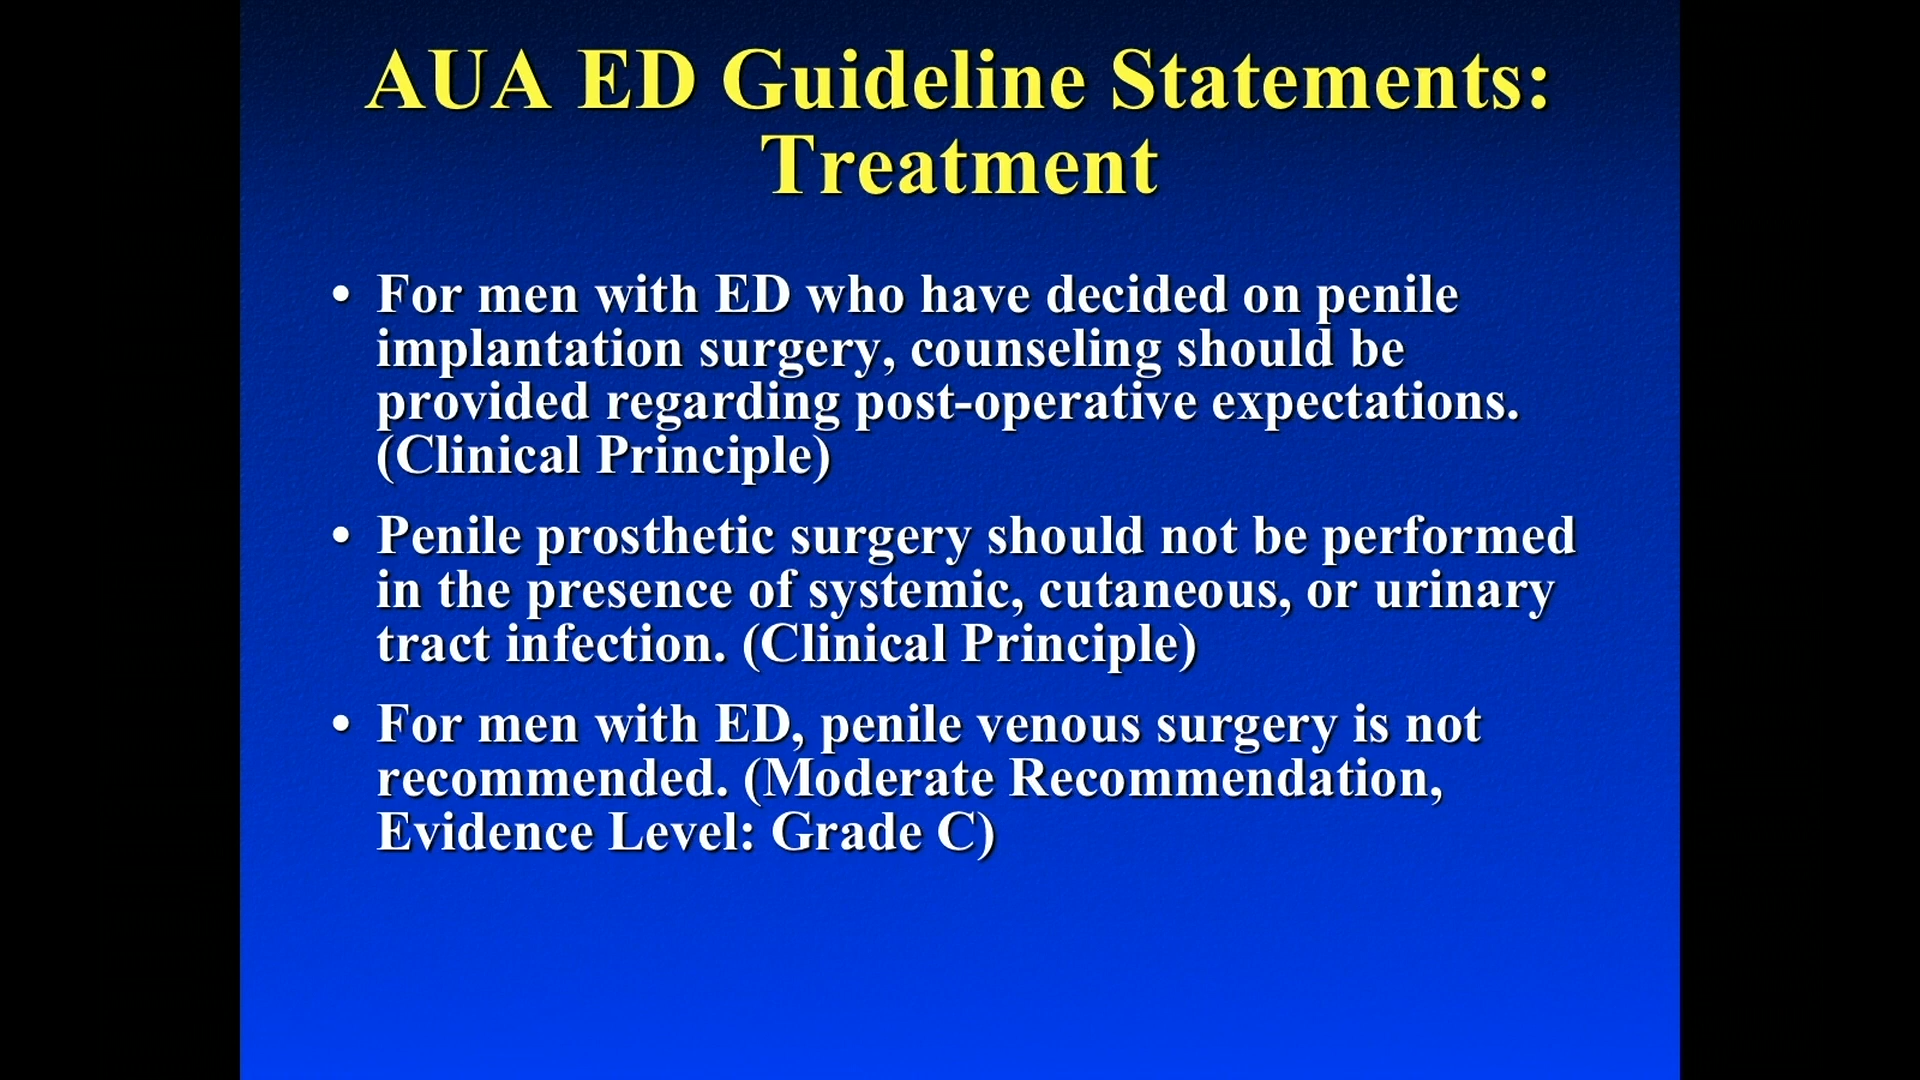 AUA ED Guideline Statements:
Treatment
• For men with ED who have decided on penile
implantation surgery, counseling should be
provided regarding post-operative expectations.
(Clinical Principle)
• Penile prosthetic surgery should not be performed
in the presence of systemic, cutaneous, or urinary
tract infection. (Clinical Principle)
• For men with ED, penile venous surgery is not
recommended. (Moderate Recommendation,
Evidence Level: Grade C)